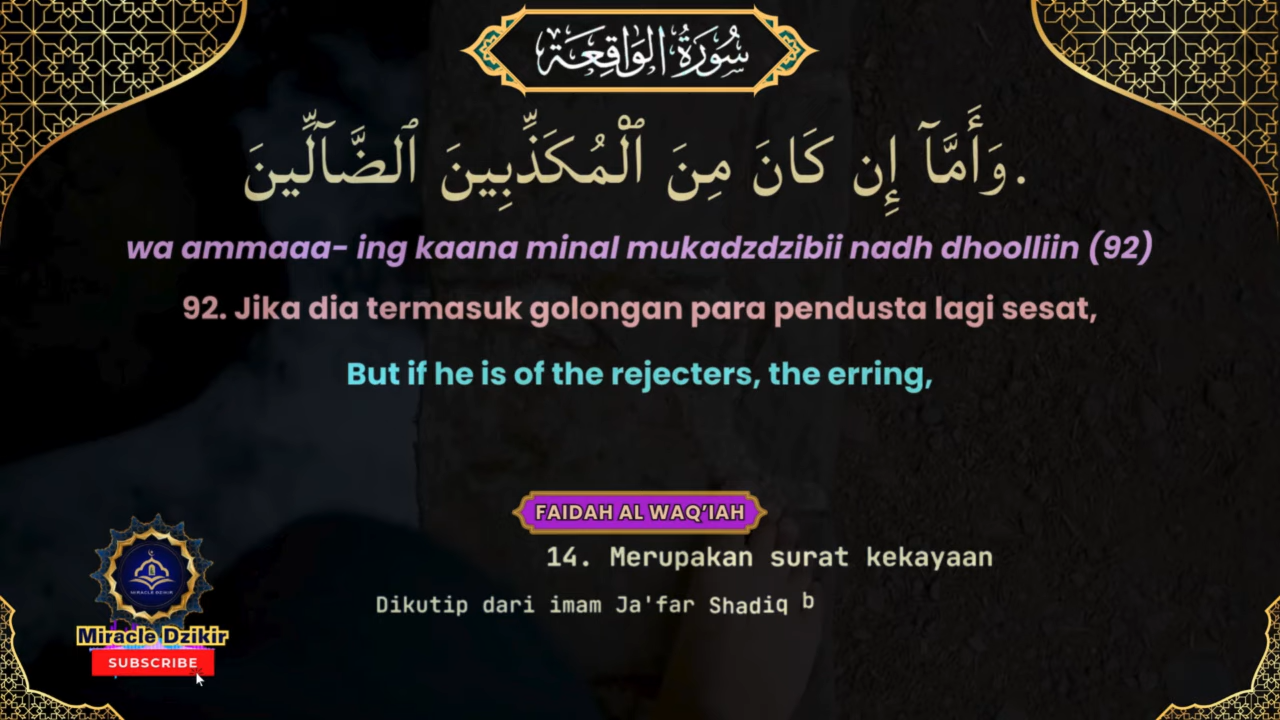 سُورَةُ الوَاقِعَة
وَأَمَّآ إِن كَانَ مِنَ ٱلْمُكَذِّبِينَ ٱلضَّآلِّينَ.
wa ammaaa- ing kaana minal mukadzdzibii nadh dhoolliin (92)
92. Jika dia termasuk golongan para pendusta lagi sesat,
But if he is of the rejecters, the erring,
FAIDAH AL WAQ’IAH
14. Merupakan surat kekayaan
Dikutip dari imam Ja'far Shadiq b
MIRACLE DZIKIR
Miracle Dzikir
SUBSCRIBE